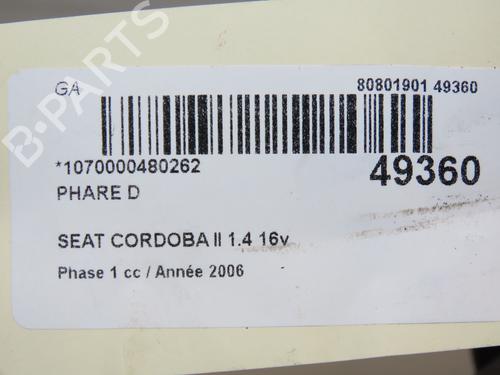 GA 80801901 49360
*1070000480262 49360
PHARE D
SEAT CORDOBA II 1.4 16v
Phase 1 cc / Année 2006
B-PARTS